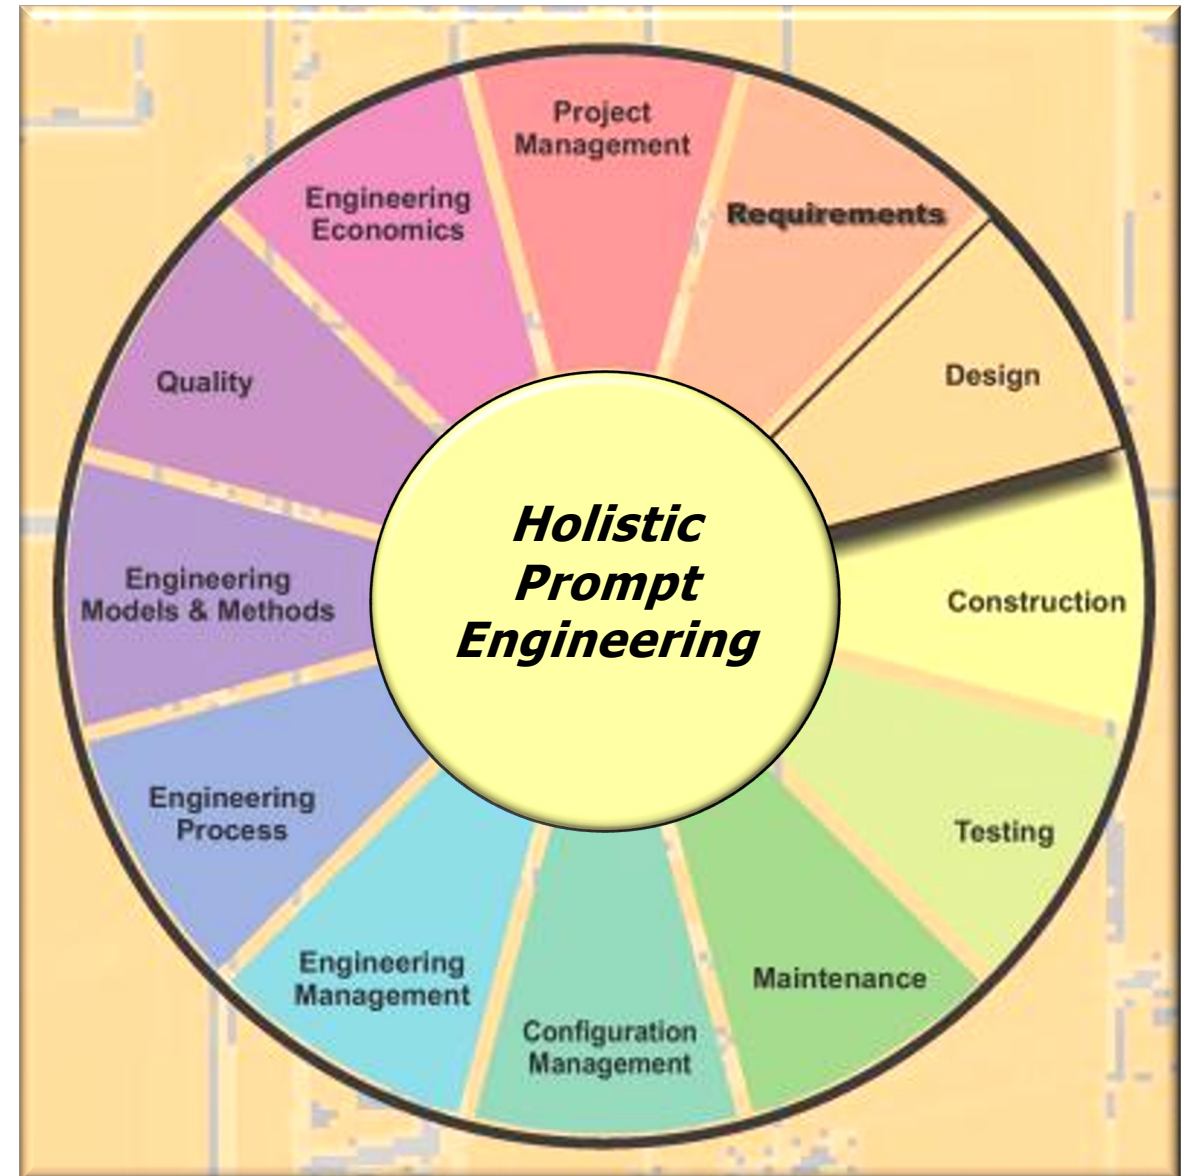 Project
Management
Requirements
Design
Construction
Testing
Maintenance
Configuration
Management
Engineering
Management
Engineering
Process
Engineering
Models & Methods
Quality
Engineering
Economics
Holistic
Prompt
Engineering